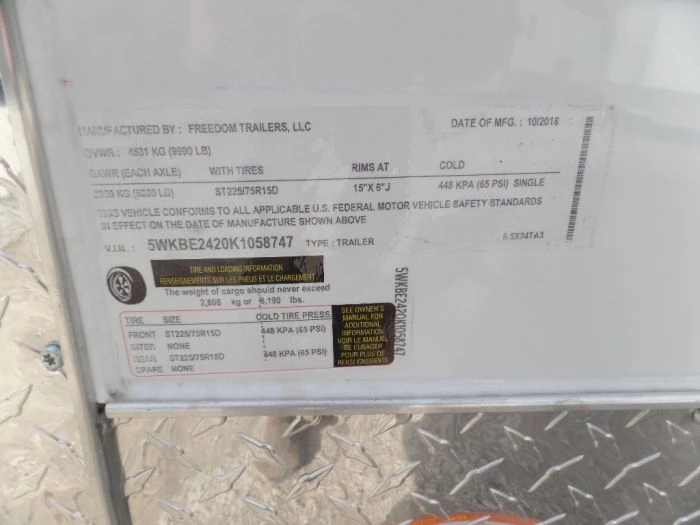 MANUFACTURED BY : FREEDOM TRAILERS, LLC DATE OF MFG. : 10/2018
GVWR : 4531 KG (9990 LB)
GAWR (EACH AXLE) WITH TIRES RIMS AT COLD
2359 KG (5200 LB) ST225/75R15D 15"X 6"J 448 KPA (65 PSI) SINGLE
THIS VEHICLE CONFORMS TO ALL APPLICABLE U.S. FEDERAL MOTOR VEHICLE SAFETY STANDARDS
IN EFFECT ON THE DATE OF MANUFACTURE SHOWN ABOVE
V.I.N. : 5WKBE2420K1058747 TYPE : TRAILER 8.5X24TA3
TIRE AND LOADING INFORMATION
RENSEIGNEMENTS SUR LES PNEUS ET LE CHARGEMENT
The weight of cargo should never exceed
2,808 kg or 6,190 lbs.
TIRE SIZE COLD TIRE PRESS
FRONT ST225/75R15D 448 KPA (65 PSI)
INTER NONE
REAR ST225/75R15D 448 KPA (65 PSI)
SPARE NONE
SEE OWNER'S
MANUAL FOR
ADDITIONAL
INFORMATION
VOIR LE MANUEL
DE L'USAGER
POUR PLUS DE
RENSEIGNEMENTS
5WKBE2420K1058747